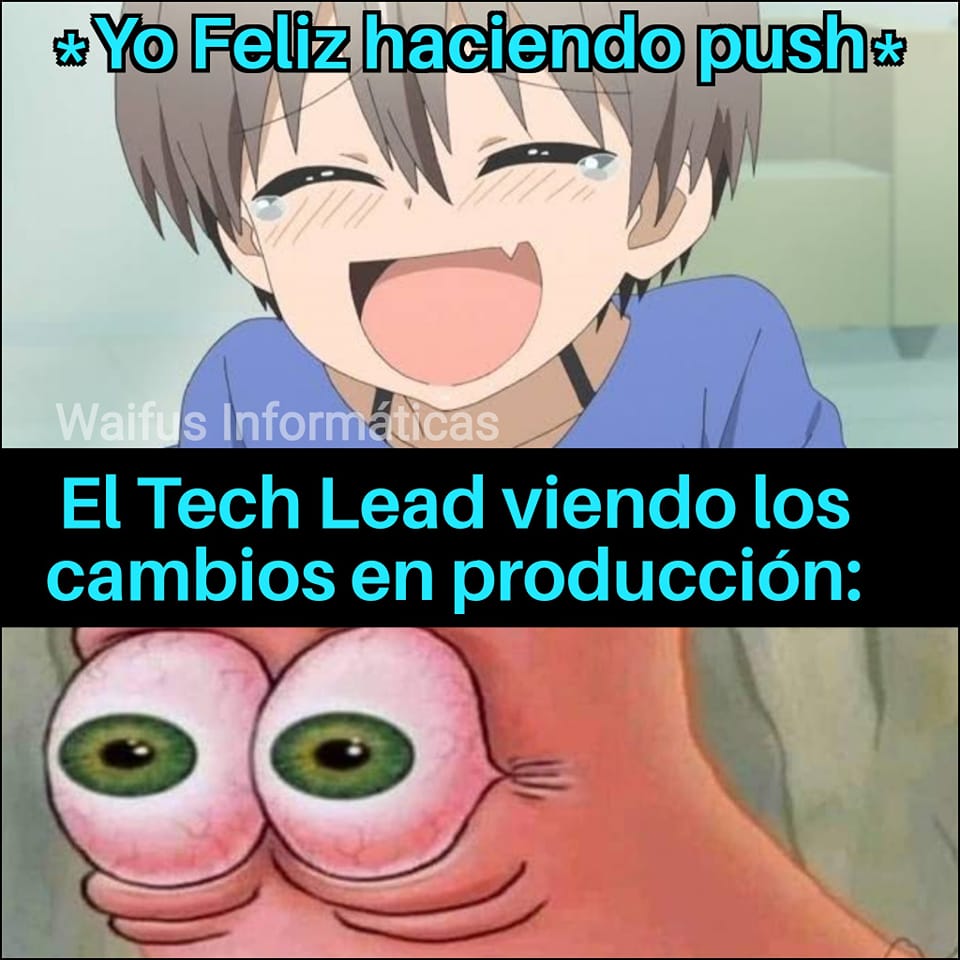 *Yo Feliz haciendo push*
Waifus Informáticas
El Tech Lead viendo los
cambios en producción: